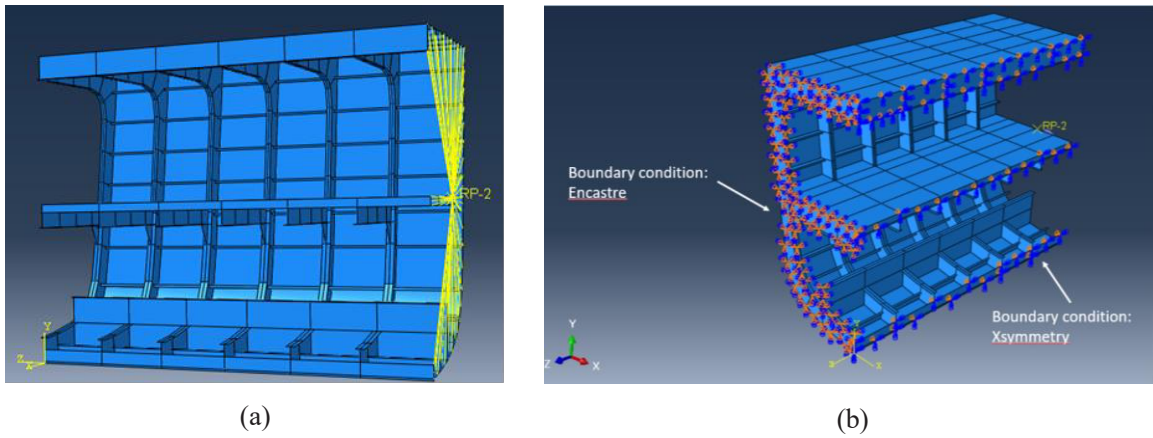 RP-2
Y
Z
X
(a)
Boundary condition:
Encastre
RP-2
Boundary condition:
Xsymmetry
Y
Z
X
Y
Z
X
(b)